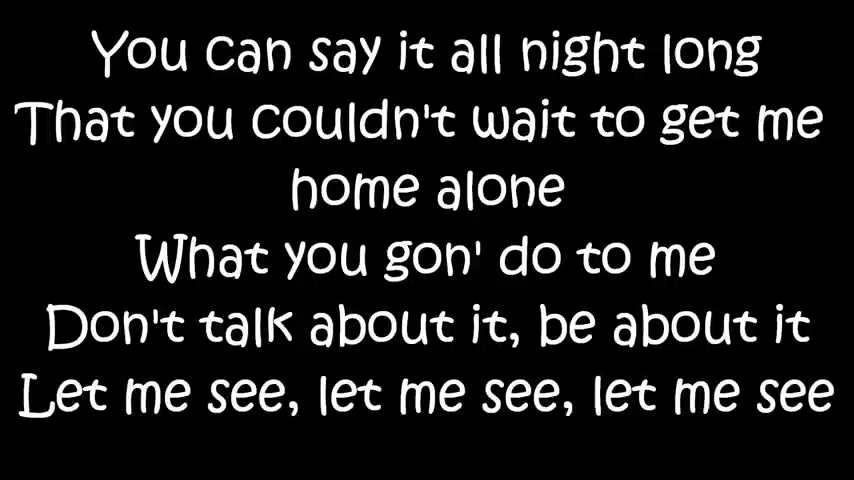 You can say it all night long
That you couldn't wait to get me
home alone
What you gon' do to me
Don't talk about it, be about it
Let me see, let me see, let me see